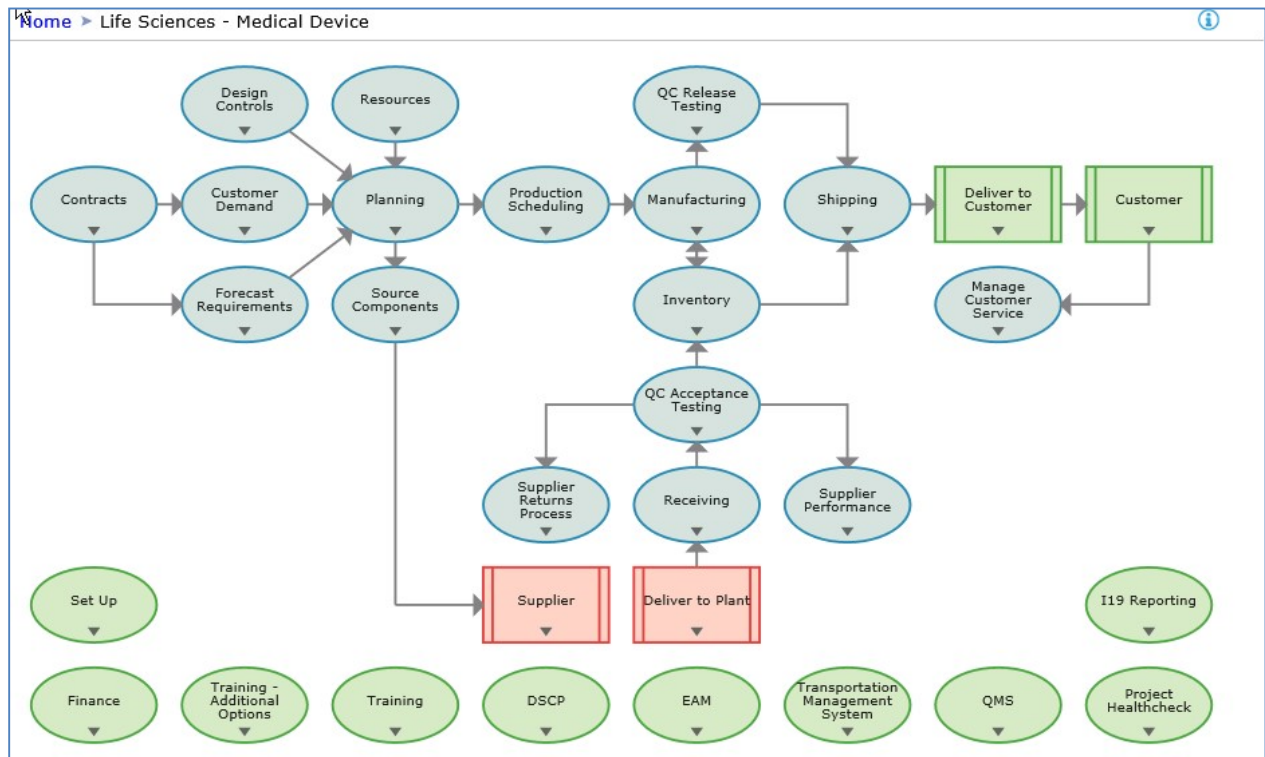 Home ➤ Life Sciences - Medical Device
Design
Controls
Resources
QC Release
Testing
Contracts
Customer
Demand
Planning
Production
Scheduling
Manufacturing
Shipping
Deliver to
Customer
Customer
Forecast
Requirements
Source
Components
Inventory
Manage
Customer
Service
QC Acceptance
Testing
Supplier
Returns
Process
Receiving
Supplier
Performance
Set Up
Supplier
Deliver to Plant
I19 Reporting
Finance
Training -
Additional
Options
Training
DSCP
EAM
Transportation
Management
System
QMS
Project
Healthcheck